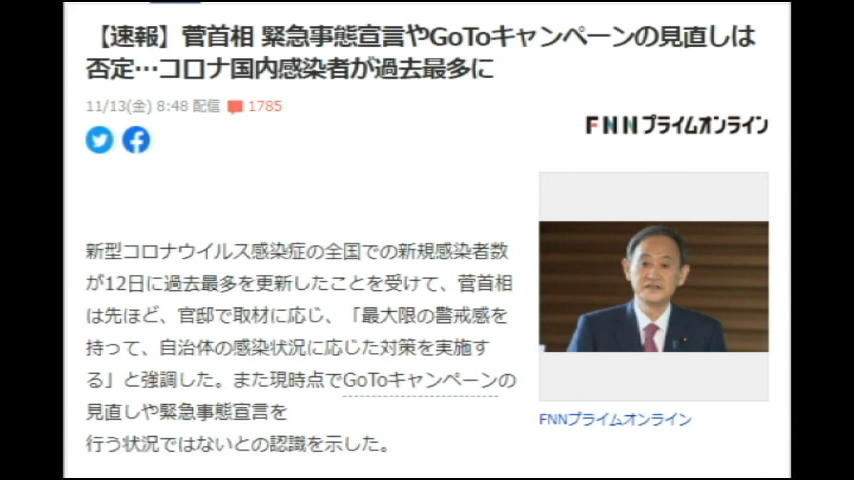 【速報】菅首相 緊急事態宣言やGoToキャンペーンの見直しは
否定…コロナ国内感染者が過去最多に
11/13(金) 8:48 配信 1785
FNNプライムオンライン
新型コロナウイルス感染症の全国での新規感染者数
が12日に過去最多を更新したことを受けて、菅首相
は先ほど、官邸で取材に応じ、「最大限の警戒感を
持って、自治体の感染状況に応じた対策を実施す
る」と強調した。また現時点でGoToキャンペーンの
見直しや緊急事態宣言を
行う状況ではないとの認識を示した。
FNNプライムオンライン